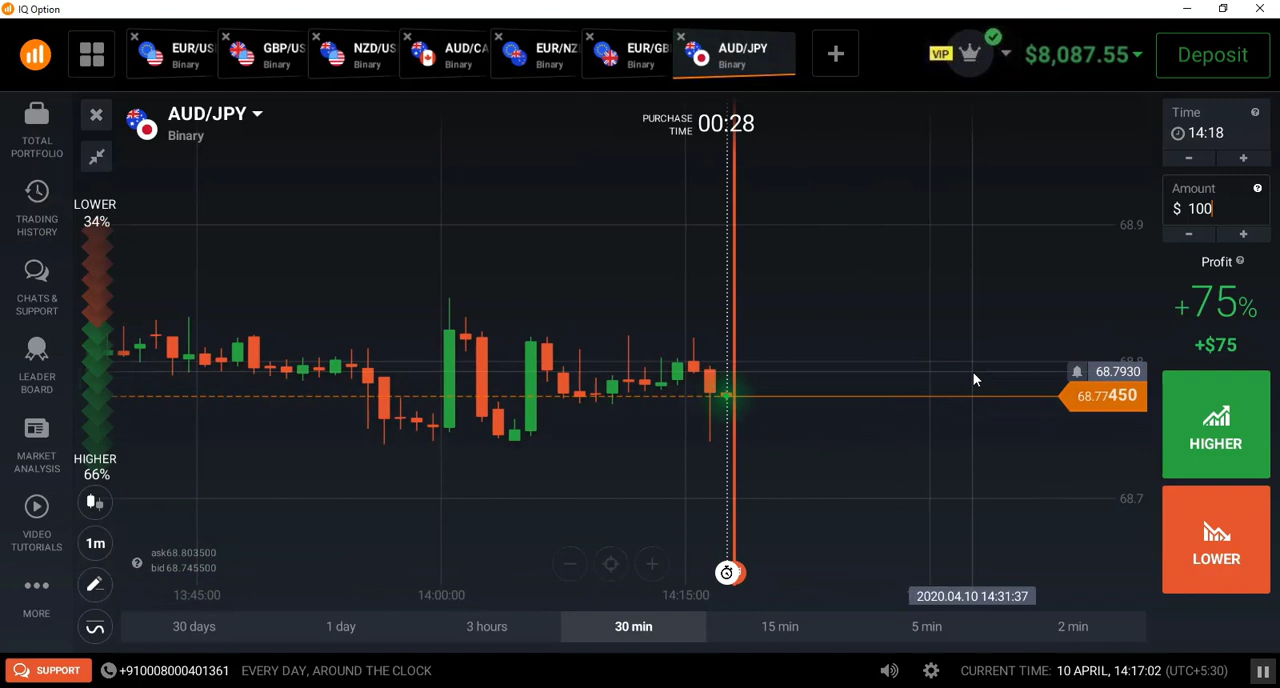 IQ Option
EUR/US
Binary
GBP/US
Binary
NZD/US
Binary
AUD/CA
Binary
EUR/NZ
Binary
EUR/GB
Binary
AUD/JPY
Binary
VIP
$8,087.55
Deposit
TOTAL
PORTFOLIO
TRADING
HISTORY
CHATS &
SUPPORT
LEADER
BOARD
MARKET
ANALYSIS
VIDEO
TUTORIALS
MORE
AUD/JPY
Binary
PURCHASE
TIME
00:28
LOWER
34%
HIGHER
66%
1m
68.9
68.8
68.7930
68.77450
68.7
ask68.803500
bid 68.745500
13:45:00
14:00:00
14:15:00
2020.04.10 14:31:37
30 days
1 day
3 hours
30 min
15 min
5 min
2 min
Time
14:18
- +
Amount
$ 100
- +
Profit
+75%
+$75
HIGHER
LOWER
SUPPORT
+910008000401361
EVERY DAY, AROUND THE CLOCK
CURRENT TIME: 10 APRIL, 14:17:02 (UTC+5:30)